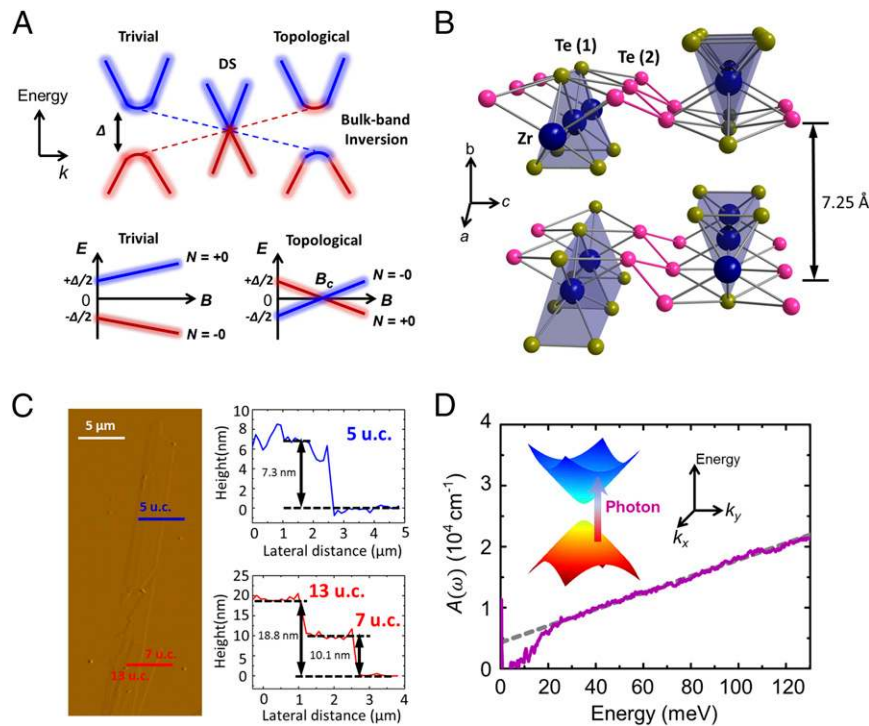 A
Trivial
DS
Topological
Energy
Δ
k
Bulk-band
Inversion
Trivial
E
+Δ/2
0
-Δ/2
N = +0
B
N = -0
Topological
E
+Δ/2
0
-Δ/2
B_c
N = -0
B
N = +0
B
Te (1)
Te (2)
Zr
b
c
a
7.25 Å
C
5 μm
5 u.c.
7 u.c.
13 u.c.
Height(nm)
10
8
6
4
2
0
5 u.c.
7.3 nm
0 1 2 3 4 5
Lateral distance (μm)
Height(nm)
25
20
15
10
5
0
13 u.c.
7 u.c.
18.8 nm
10.1 nm
0 1 2 3 4
Lateral distance (μm)
D
A(ω) (10⁴ cm⁻¹)
4
3
2
1
0
Photon
Energy
k_y
k_x
0 20 40 60 80 100 120
Energy (meV)